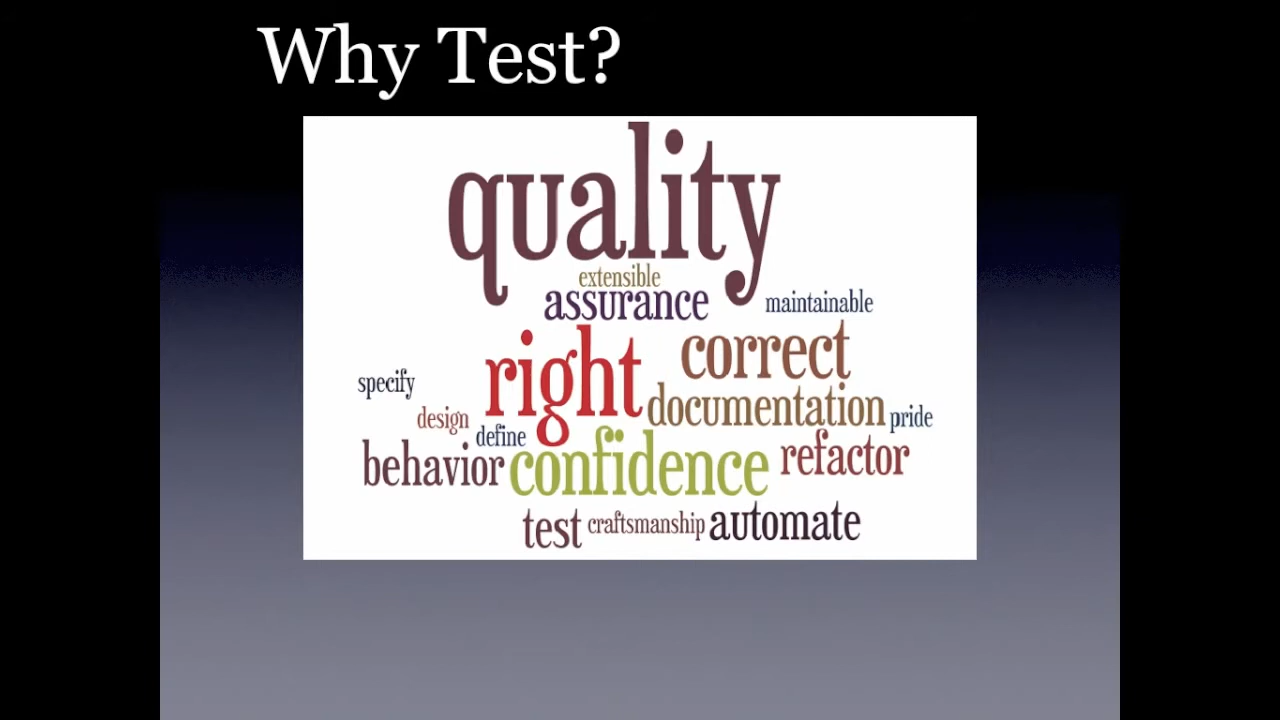 Why Test?
quality
extensible
assurance maintainable
right correct
specify
documentation
design pride
define
behavior confidence refactor
test craftsmanship automate